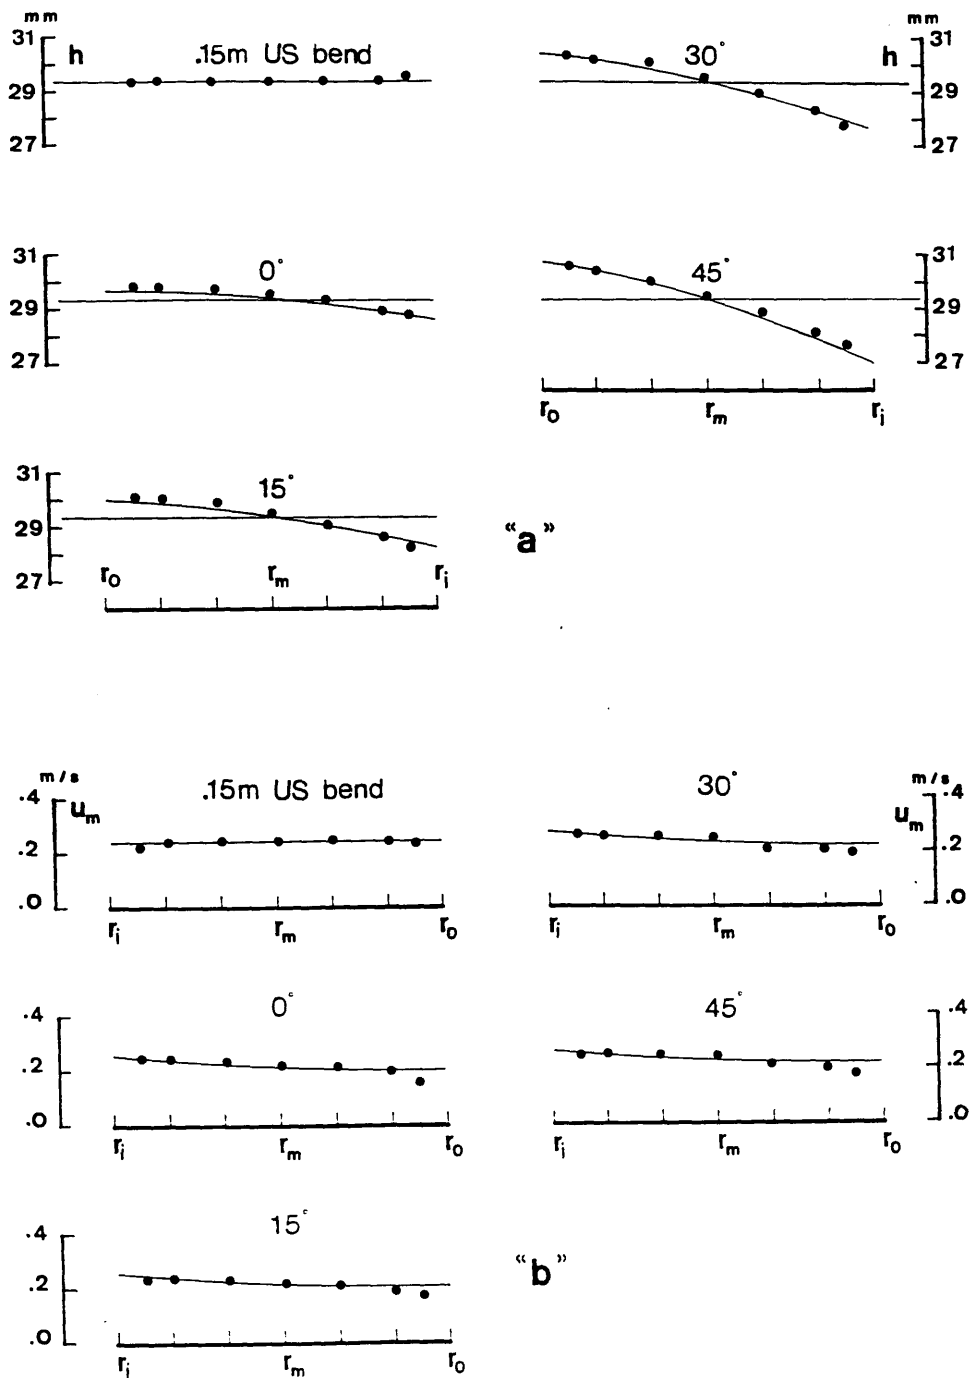 mm
mm
31
h
.15m US bend
30°
h
31
29
29
27
27
31
0°
45°
31
29
29
27
27
r₀
rₘ
rᵢ
31
15°
29
"a"
27
r₀
rₘ
rᵢ
m/s
m/s
.4
uₘ
.15m US bend
30°
uₘ
.4
.2
.2
.0
.0
rᵢ
rₘ
r₀
rᵢ
rₘ
r₀
.4
0°
45°
.4
.2
.2
.0
.0
rᵢ
rₘ
r₀
rᵢ
rₘ
r₀
.4
15°
.2
"b"
.0
rᵢ
rₘ
r₀